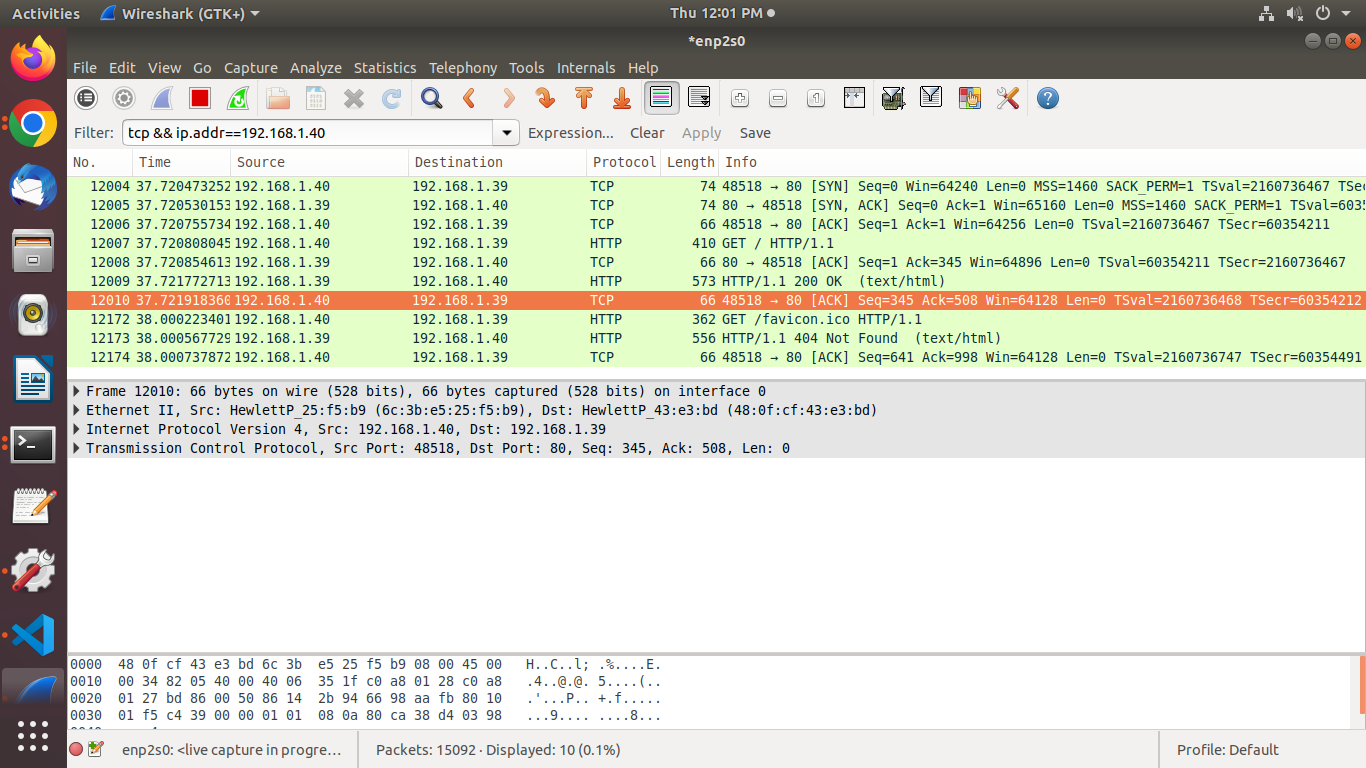 Activities Wireshark (GTK+) Thu 12:01 PM
*enp2s0
File Edit View Go Capture Analyze Statistics Telephony Tools Internals Help
Filter: tcp && ip.addr==192.168.1.40 Expression... Clear Apply Save
No. Time Source Destination Protocol Length Info
12004 37.720473252 192.168.1.40 192.168.1.39 TCP 74 48518 → 80 [SYN] Seq=0 Win=64240 Len=0 MSS=1460 SACK_PERM=1 TSval=2160736467 TSec
12005 37.720530153 192.168.1.39 192.168.1.40 TCP 74 80 → 48518 [SYN, ACK] Seq=0 Ack=1 Win=65160 Len=0 MSS=1460 SACK_PERM=1 TSval=6035
12006 37.720755734 192.168.1.40 192.168.1.39 TCP 66 48518 → 80 [ACK] Seq=1 Ack=1 Win=64256 Len=0 TSval=2160736467 TSecr=60354211
12007 37.720808045 192.168.1.40 192.168.1.39 HTTP 410 GET / HTTP/1.1
12008 37.720854613 192.168.1.39 192.168.1.40 TCP 66 80 → 48518 [ACK] Seq=1 Ack=345 Win=64896 Len=0 TSval=60354211 TSecr=2160736467
12009 37.721772713 192.168.1.39 192.168.1.40 HTTP 573 HTTP/1.1 200 OK (text/html)
12010 37.721918360 192.168.1.40 192.168.1.39 TCP 66 48518 → 80 [ACK] Seq=345 Ack=508 Win=64128 Len=0 TSval=2160736468 TSecr=60354212
12172 38.000223401 192.168.1.40 192.168.1.39 HTTP 362 GET /favicon.ico HTTP/1.1
12173 38.000567729 192.168.1.39 192.168.1.40 HTTP 556 HTTP/1.1 404 Not Found (text/html)
12174 38.000737872 192.168.1.40 192.168.1.39 TCP 66 48518 → 80 [ACK] Seq=641 Ack=998 Win=64128 Len=0 TSval=2160736747 TSecr=60354491
Frame 12010: 66 bytes on wire (528 bits), 66 bytes captured (528 bits) on interface 0
Ethernet II, Src: HewlettP_25:f5:b9 (6c:3b:e5:25:f5:b9), Dst: HewlettP_43:e3:bd (48:0f:cf:43:e3:bd)
Internet Protocol Version 4, Src: 192.168.1.40, Dst: 192.168.1.39
Transmission Control Protocol, Src Port: 48518, Dst Port: 80, Seq: 345, Ack: 508, Len: 0
0000 48 0f cf 43 e3 bd 6c 3b e5 25 f5 b9 08 00 45 00 H..C..l; .%....E.
0010 00 34 82 05 40 00 40 06 35 1f c0 a8 01 28 c0 a8 .4..@.@. 5....(..
0020 01 27 bd 86 00 50 86 14 2b 94 66 98 aa fb 80 10 .'...P.. +.f.....
0030 01 f5 c4 39 00 00 01 01 08 0a 80 ca 38 d4 03 98 ...9.... ....8...
enp2s0: <live capture in progre... Packets: 15092 · Displayed: 10 (0.1%) Profile: Default